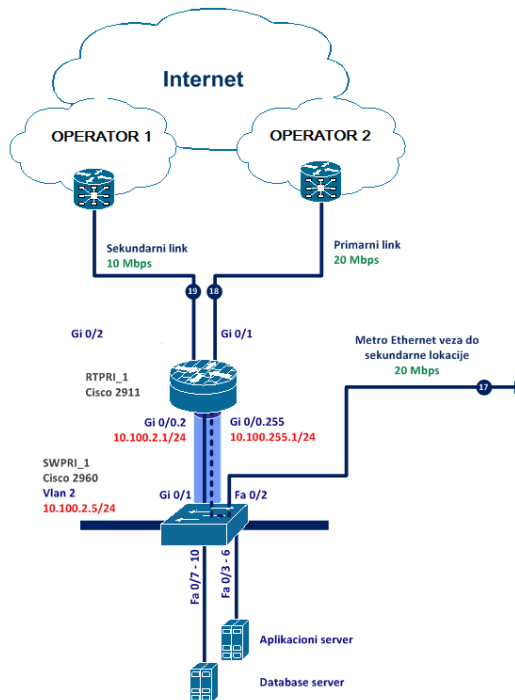 Internet
OPERATOR 1
OPERATOR 2
Sekundarni link
10 Mbps
Primarni link
20 Mbps
19
18
Gi 0/2
Gi 0/1
Metro Ethernet veza do
sekundarne lokacije
20 Mbps
17
RTPRI_1
Cisco 2911
Gi 0/0.2
10.100.2.1/24
Gi 0/0.255
10.100.255.1/24
SWPRI_1
Cisco 2960
Vlan 2
10.100.2.5/24
Gi 0/1
Fa 0/2
Fa 0/7 - 10
Fa 0/3 - 6
Aplikacioni server
Database server